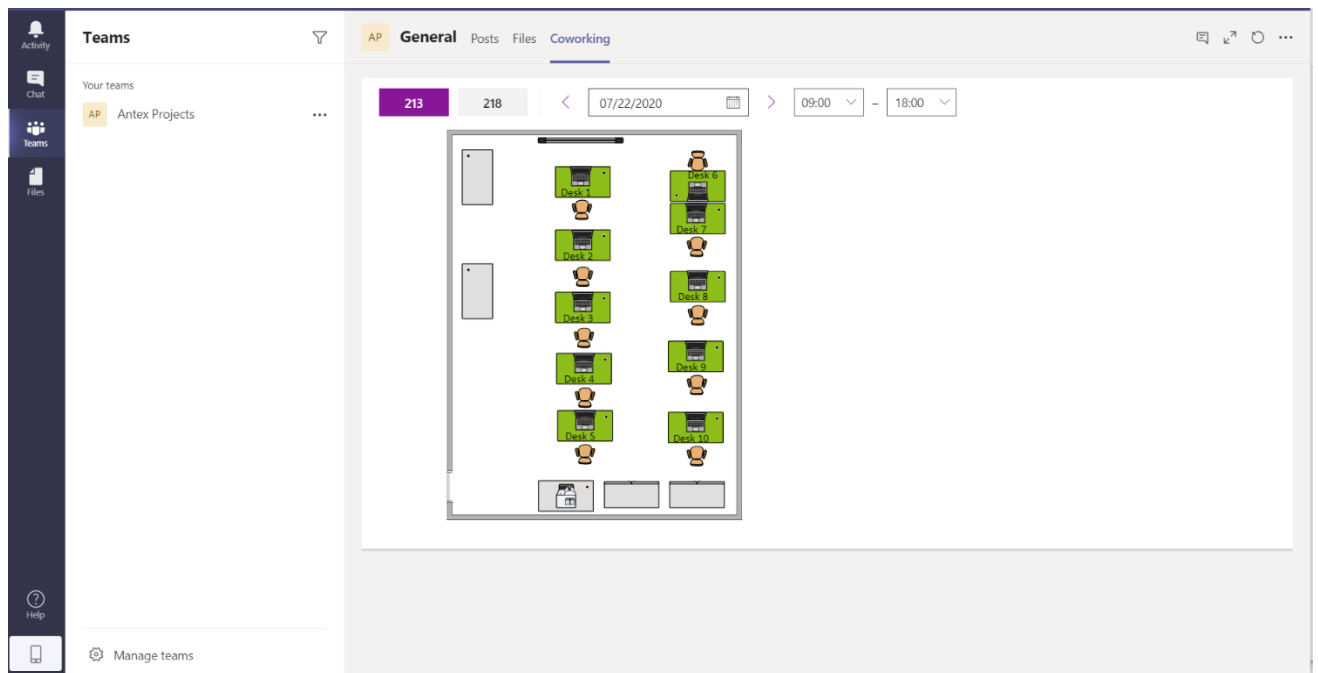 Activity
Chat
Teams
Files
Help
Teams
Your teams
AP Antex Projects
Manage teams
AP General Posts Files Coworking
213 218 07/22/2020 09:00 – 18:00
Desk 1
Desk 2
Desk 3
Desk 4
Desk 5
Desk 6
Desk 7
Desk 8
Desk 9
Desk 10